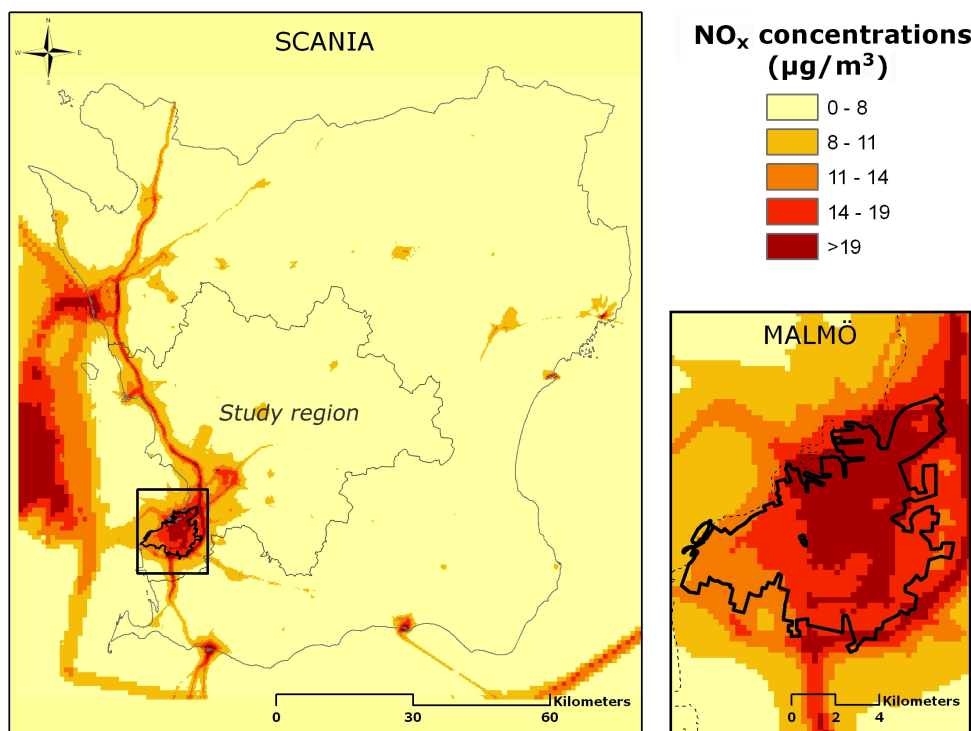 SCANIA
N
W
E
S
Study region
Kilometers
0
30
60
NOx concentrations
(µg/m³)
0 - 8
8 - 11
11 - 14
14 - 19
>19
MALMÖ
Kilometers
0
2
4